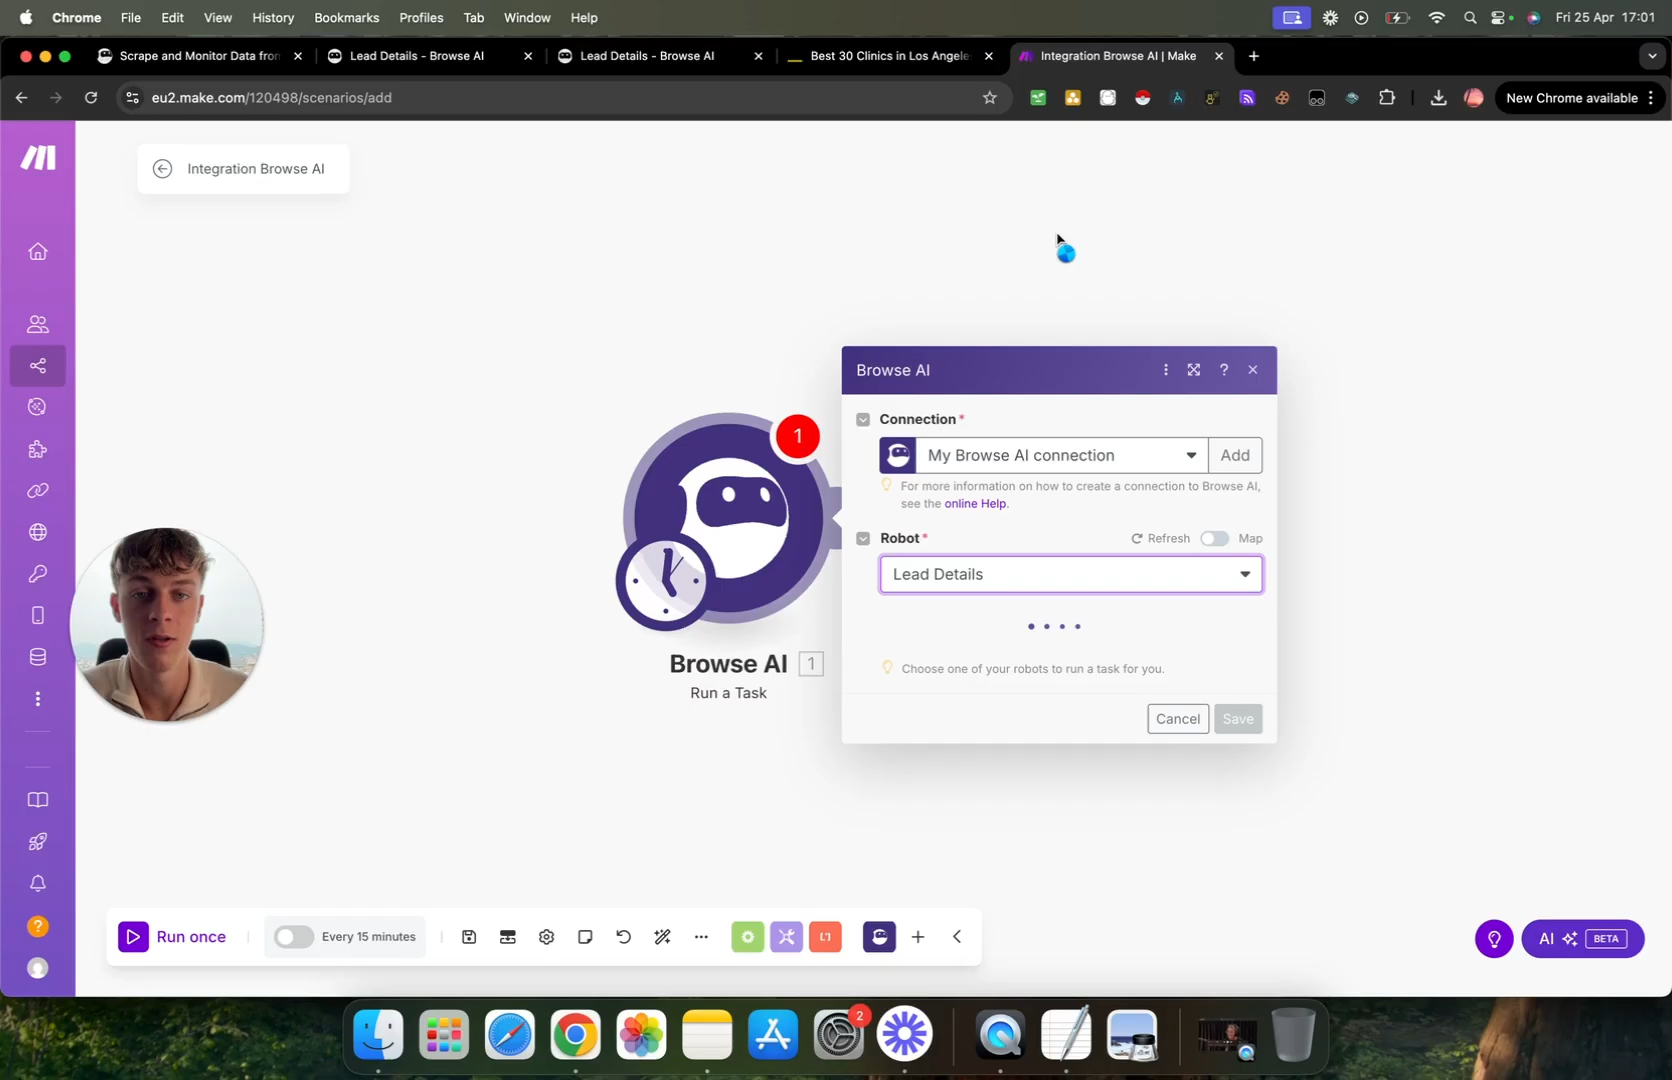 Chrome File Edit View History Bookmarks Profiles Tab Window Help
2 Fri 25 Apr 17:01
Scrape and Monitor Data from
Lead Details - Browse AI
Lead Details - Browse AI
Best 30 Clinics in Los Angeles
Integration Browse AI | Make
eu2.make.com/120498/scenarios/add
New Chrome available
Integration Browse AI
Browse AI
?
Connection*
My Browse AI connection
Add
For more information on how to create a connection to Browse AI,
see the online Help.
Robot*
Refresh
Map
Lead Details
Choose one of your robots to run a task for you.
Cancel
Save
1
Browse AI 1
Run a Task
?
Run once
Every 15 minutes
AI BETA
2